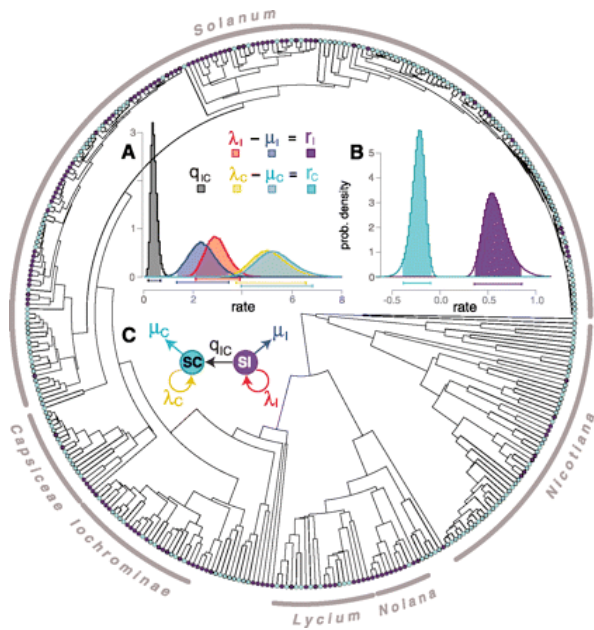 Solanum
A
3
1
0
0
2
4
6
8
rate
λI – μI = rI
qIC λC – μC = rC
B
prob. density
5
4
3
2
1
0
-0.5
0.0
0.5
1.0
rate
C
μC
qIC
μI
SC
SI
λC
λI
Nicotiana
Capsiceae
Iochrominae
Lycium
Nolana